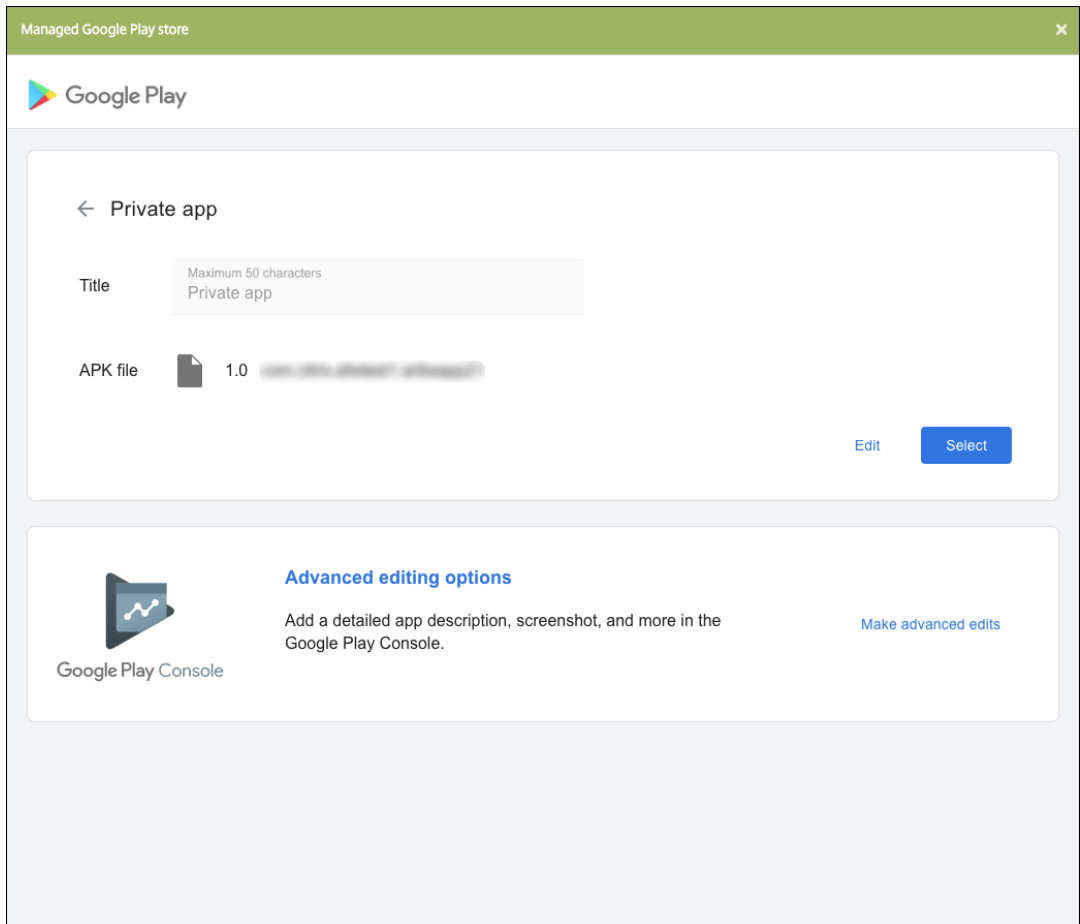 Managed Google Play store
Google Play
Private app
Title
Maximum 50 characters
Private app
APK file 1.0
Edit Select
Advanced editing options
Add a detailed app description, screenshot, and more in the
Google Play Console.
Make advanced edits
Google Play Console